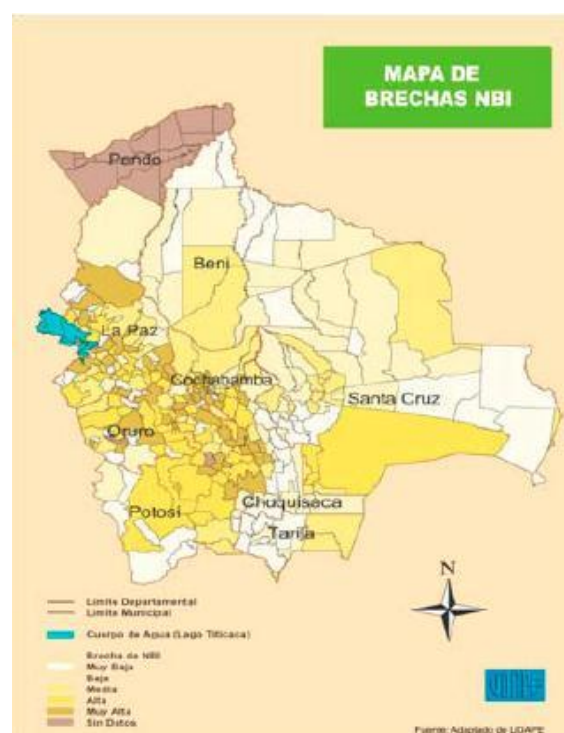 MAPA DE
BRECHAS NBI
Pando
Beni
La Paz
Cochabamba
Santa Cruz
Oruro
Chuquisaca
Potosí
Tarija
N
Limite Departamental
Limite Municipal
Cuerpo de Agua (Lago Titicaca)
Brecha de NBI
Muy Baja
Baja
Media
Alta
Muy Alta
Sin Datos
Fuente: Adaptado de UDAPE